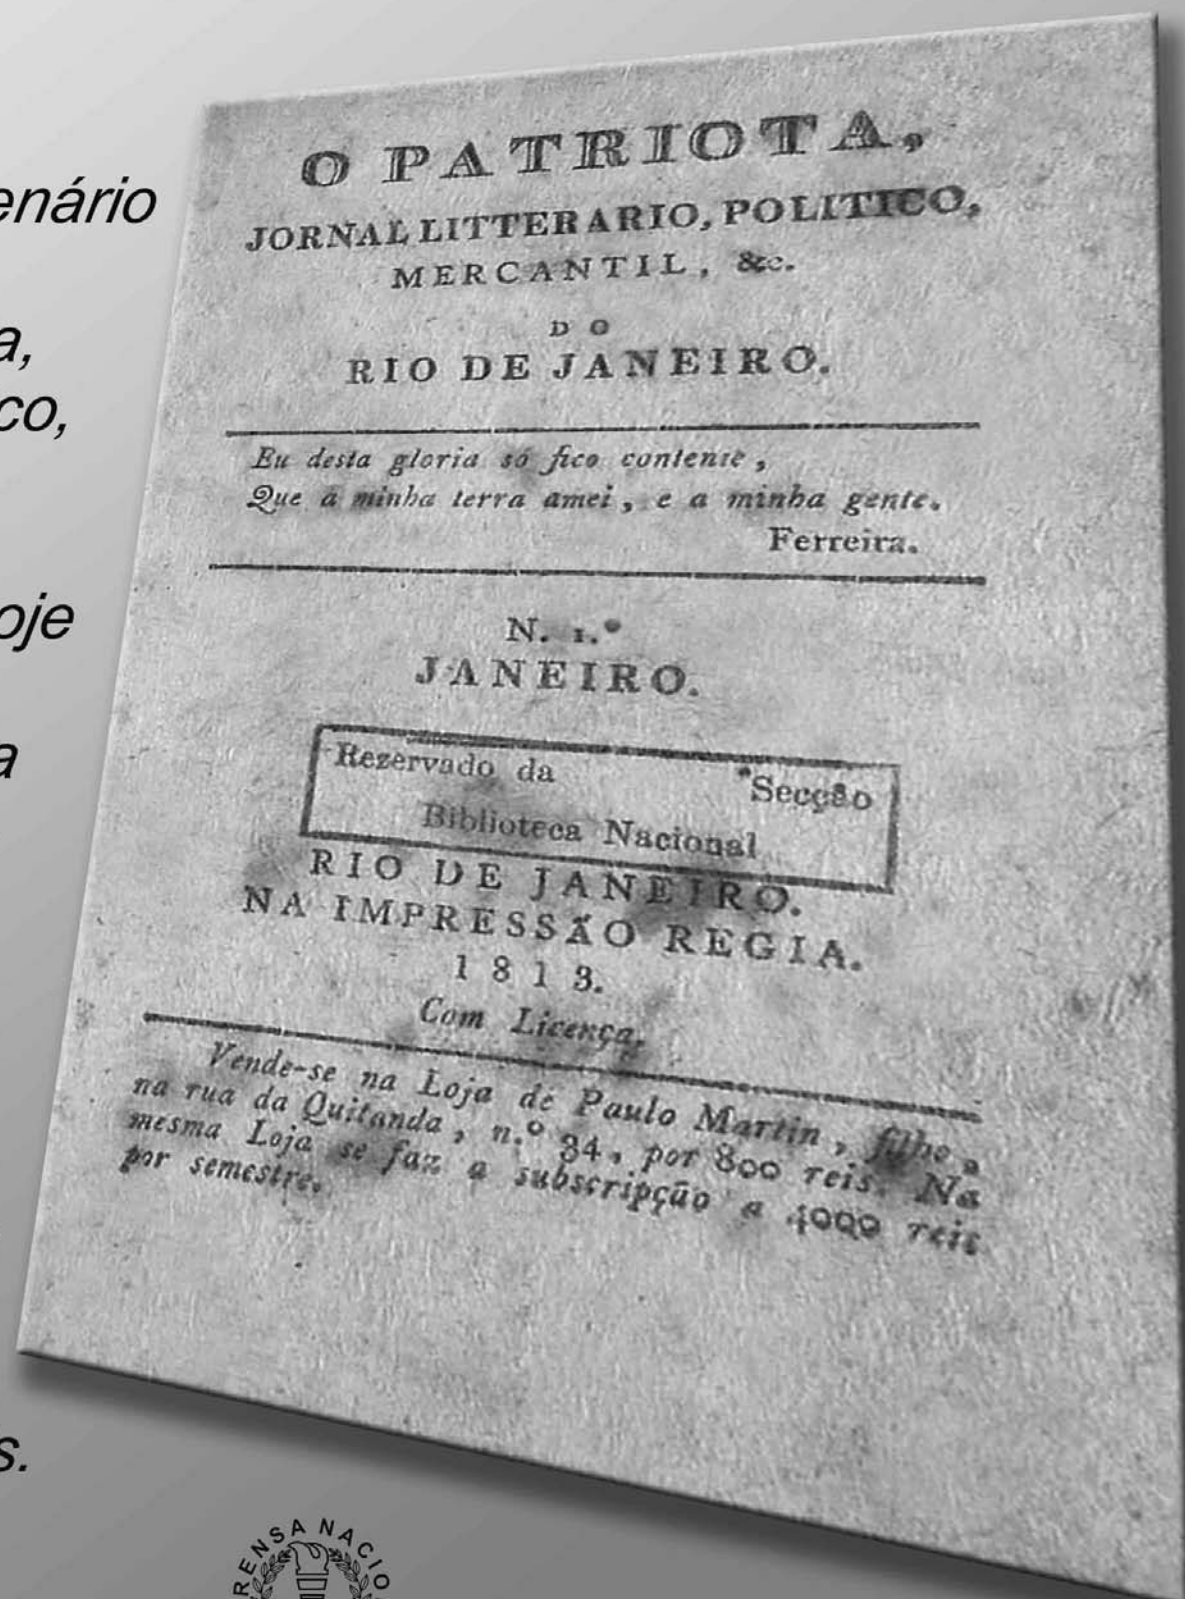 enário
a,
co,
oje
a
s.
O PATRIOTA,
JORNAL LITTERARIO, POLITICO,
MERCANTIL, &c.
DO
RIO DE JANEIRO.
Eu desta gloria só fico contente,
Que a minha terra amei, e a minha gente.
Ferreira.
N. 1.º
JANEIRO.
Rezervado da Secção
Biblioteca Nacional
RIO DE JANEIRO.
NA IMPRESSÃO REGIA.
1813.
Com Licença.
Vende-se na Loja de Paulo Martin, filho,
na rua da Quitanda, n.º 34, por 800 reis. Na
mesma Loja se faz a subscripção a 4000 reis
por semestre.
RENSA NACIO